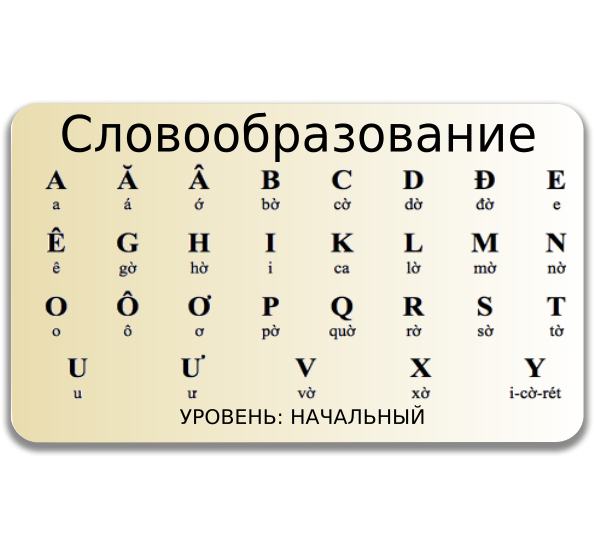 Словообразование
A Ă Â B C D Đ E
a á ớ bờ cờ dờ đờ e
Ê G H I K L M N
ê gờ hờ i ca lờ mờ nờ
O Ô Ơ P Q R S T
o ô ơ pờ quờ rờ sờ tờ
U Ư V X Y
u ư vờ xờ i-cờ-rét
УРОВЕНЬ: НАЧАЛЬНЫЙ